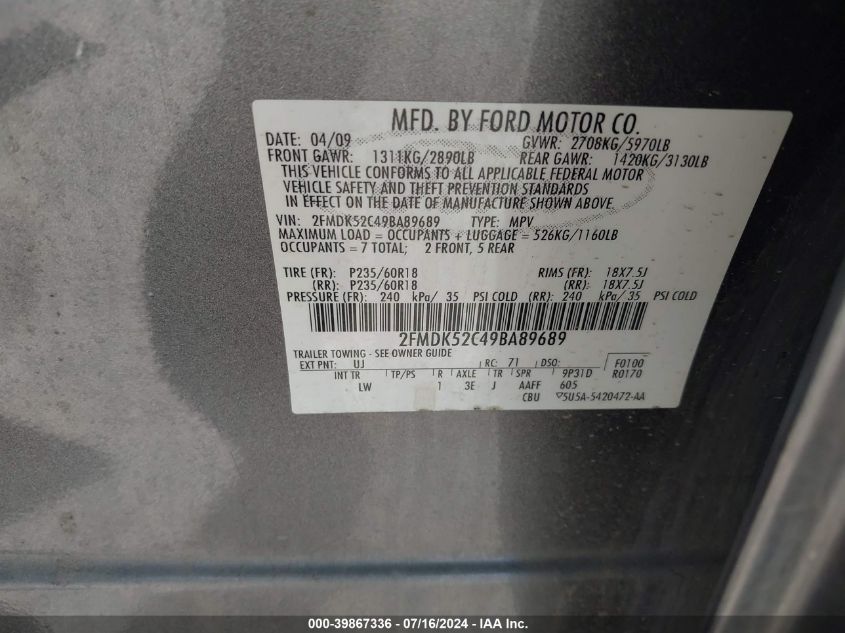 MFD. BY FORD MOTOR CO.
DATE: 04/09 GVWR: 2708KG/5970LB
FRONT GAWR: 1311KG/2890LB REAR GAWR: 1420KG/3130LB
THIS VEHICLE CONFORMS TO ALL APPLICABLE FEDERAL MOTOR
VEHICLE SAFETY AND THEFT PREVENTION STANDARDS
IN EFFECT ON THE DATE OF MANUFACTURE SHOWN ABOVE.
VIN: 2FMDK52C49BA89689 TYPE: MPV
MAXIMUM LOAD = OCCUPANTS + LUGGAGE = 526KG/1160LB
OCCUPANTS = 7 TOTAL; 2 FRONT, 5 REAR
TIRE (FR): P235/60R18 RIMS (FR): 18X7.5J
(RR): P235/60R18 (RR): 18X7.5J
PRESSURE (FR): 240 kPa/ 35 PSI COLD (RR): 240 kPa/ 35 PSI COLD
2FMDK52C49BA89689
TRAILER TOWING - SEE OWNER GUIDE
EXT PNT: UJ RC: 71 DSO: F0100
INT TR TP/PS R AXLE TR SPR 9P31D R0170
LW 1 3E J AAFF 605
CBU ▽5U5A-5420472-AA
000-39867336 / 07/16/2024 - IAA Inc.